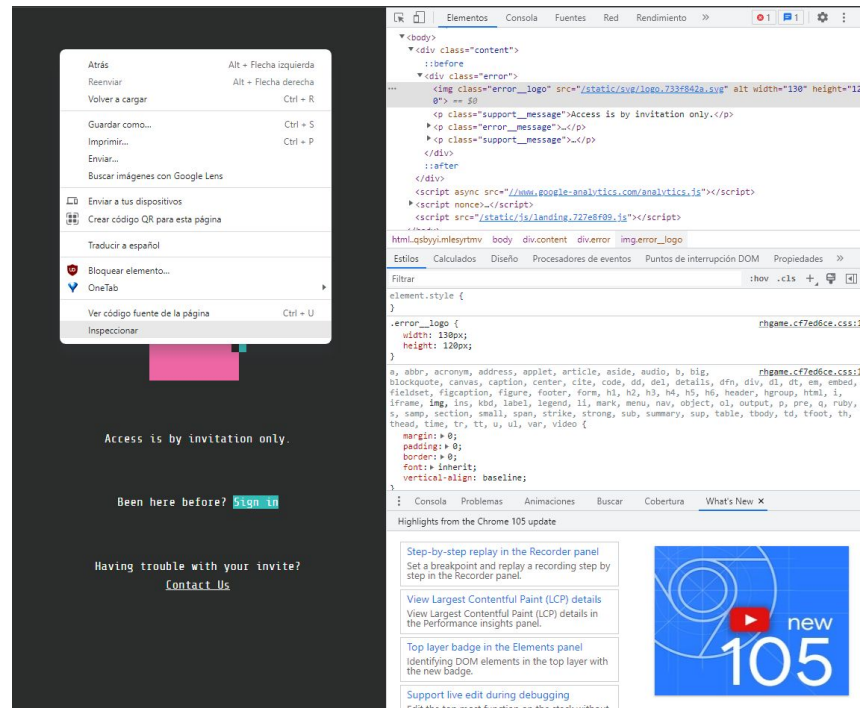 Atrás Alt + Flecha izquierda
Reenviar Alt + Flecha derecha
Volver a cargar Ctrl + R
Guardar como... Ctrl + S
Imprimir... Ctrl + P
Enviar...
Buscar imágenes con Google Lens
Enviar a tus dispositivos
Crear código QR para esta página
Traducir a español
Bloquear elemento...
OneTab
Ver código fuente de la página Ctrl + U
Inspeccionar
Access is by invitation only.
Been here before? Sign in
Having trouble with your invite?
Contact Us
Elementos Consola Fuentes Red Rendimiento » 1 1
<body>
<div class="content">
::before
<div class="error">
<img class="error__logo" src="/static/svg/logo.733f842a.svg" alt width="130" height="12
0"> == $0
<p class="support__message">Access is by invitation only.</p>
<p class="error__message">…</p>
<p class="support__message">…</p>
</div>
::after
</div>
<script async src="//www.google-analytics.com/analytics.js"></script>
<script nonce>…</script>
<script src="/static/js/landing.727e8f09.js"></script>
</body>
html.qsbyyi.mlesyrtmv body div.content div.error img.error__logo
Estilos Calculados Diseño Procesadores de eventos Puntos de interrupción DOM Propiedades »
Filtrar :hov .cls +
element.style {
}
.error__logo { rhgame.cf7ed6ce.css:1
width: 130px;
height: 120px;
}
a, abbr, acronym, address, applet, article, aside, audio, b, big, rhgame.cf7ed6ce.css:1
blockquote, canvas, caption, center, cite, code, dd, del, details, dfn, div, dl, dt, em, embed,
fieldset, figcaption, figure, footer, form, h1, h2, h3, h4, h5, h6, header, hgroup, html, i,
iframe, img, ins, kbd, label, legend, li, mark, menu, nav, object, ol, output, p, pre, q, ruby,
s, samp, section, small, span, strike, strong, sub, summary, sup, table, tbody, td, tfoot, th,
thead, time, tr, tt, u, ul, var, video {
margin: 0;
padding: 0;
border: 0;
font: inherit;
vertical-align: baseline;
}
Consola Problemas Animaciones Buscar Cobertura What's New ×
Highlights from the Chrome 105 update
Step-by-step replay in the Recorder panel
Set a breakpoint and replay a recording step by
step in the Recorder panel.
View Largest Contentful Paint (LCP) details
View Largest Contentful Paint (LCP) details in
the Performance insights panel.
Top layer badge in the Elements panel
Identifying DOM elements in the top layer with
the new badge.
Support live edit during debugging
Edit the top-most function on the stack without
new
105